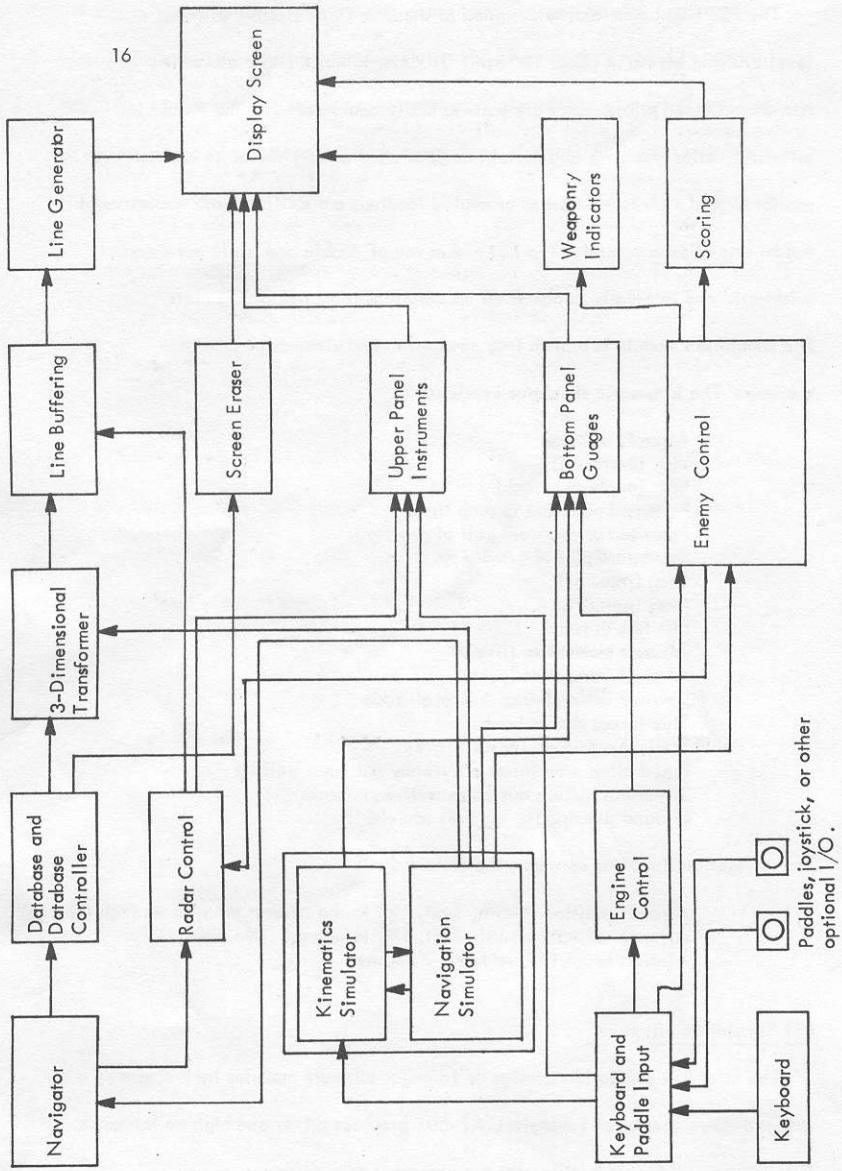 16
Navigator
Database and
Database
Controller
3-Dimensional
Transformer
Line Buffering
Line Generator
Radar Control
Screen Eraser
Display Screen
Kinematics
Simulator
Navigation
Simulator
Upper Panel
Instruments
Keyboard and
Paddle Input
Engine
Control
Bottom Panel
Guages
Weaponry
Indicators
Enemy Control
Scoring
Keyboard
Paddles, joystick, or other
optional I/O.